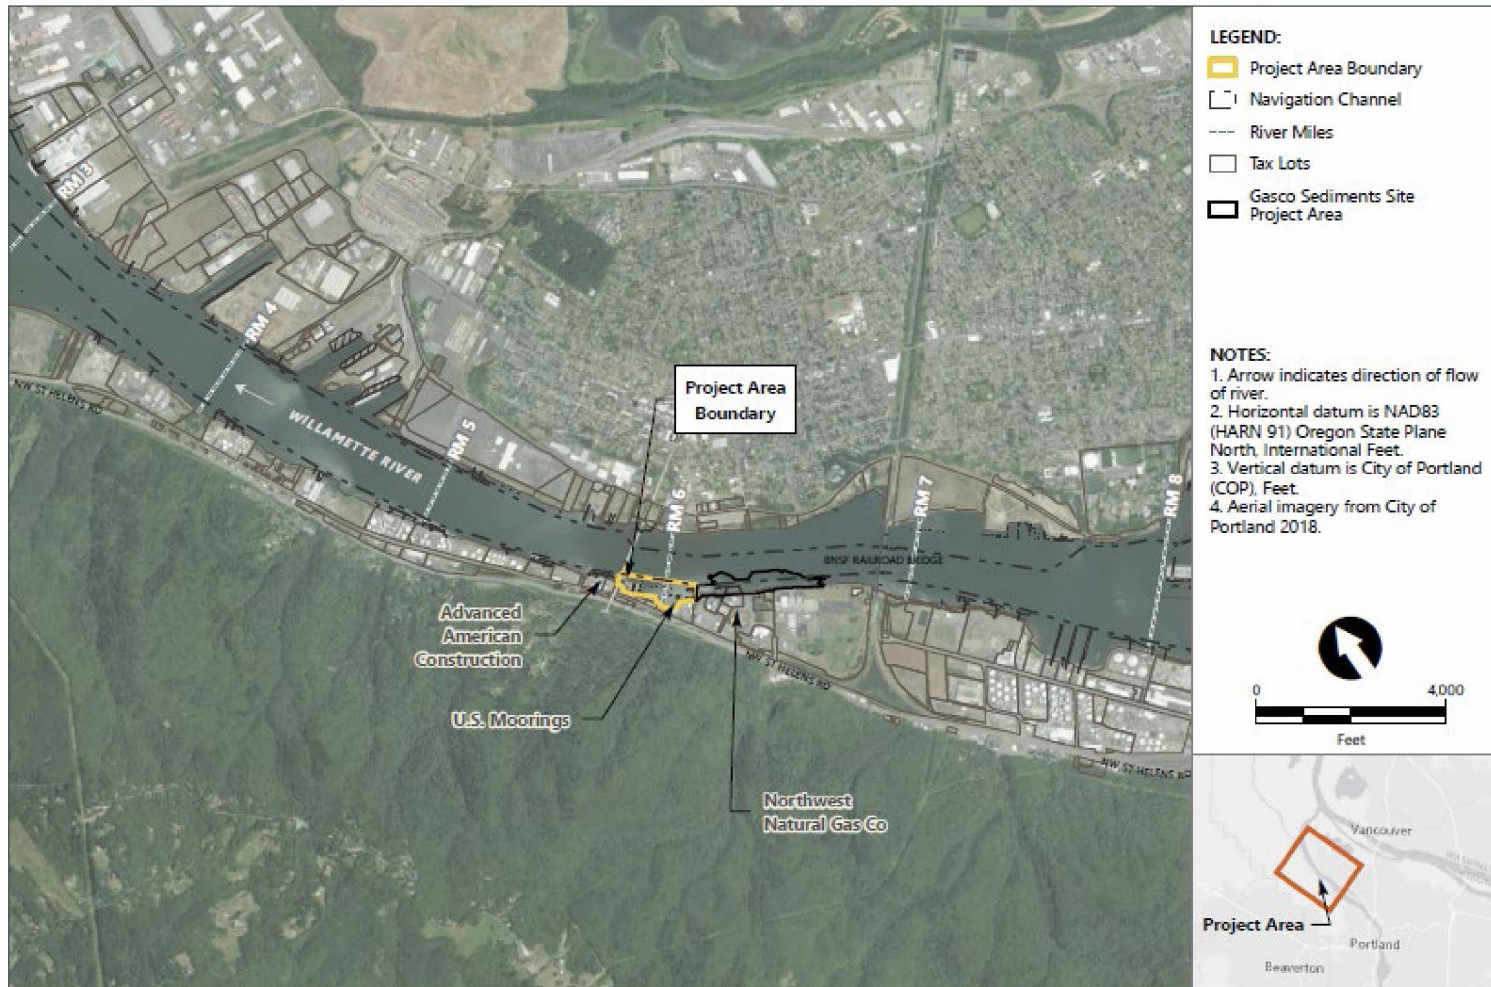 RM 3
RM 4
NW ST HELENS RD
WILLAMETTE RIVER
RM 5
Project Area
Boundary
RM 6
RM 7
RM 8
BNSF RAILROAD BRIDGE
Advanced
American
Construction
U.S. Moorings
NW ST HELENS RD
Northwest
Natural Gas Co
NW ST HELENS RD
LEGEND:
Project Area Boundary
Navigation Channel
River Miles
Tax Lots
Gasco Sediments Site
Project Area
NOTES:
1. Arrow indicates direction of flow
of river.
2. Horizontal datum is NAD83
(HARN 91) Oregon State Plane
North, International Feet.
3. Vertical datum is City of Portland
(COP), Feet.
4. Aerial imagery from City of
Portland 2018.
0 4,000
Feet
Vancouver
Project Area
Portland
Beaverton